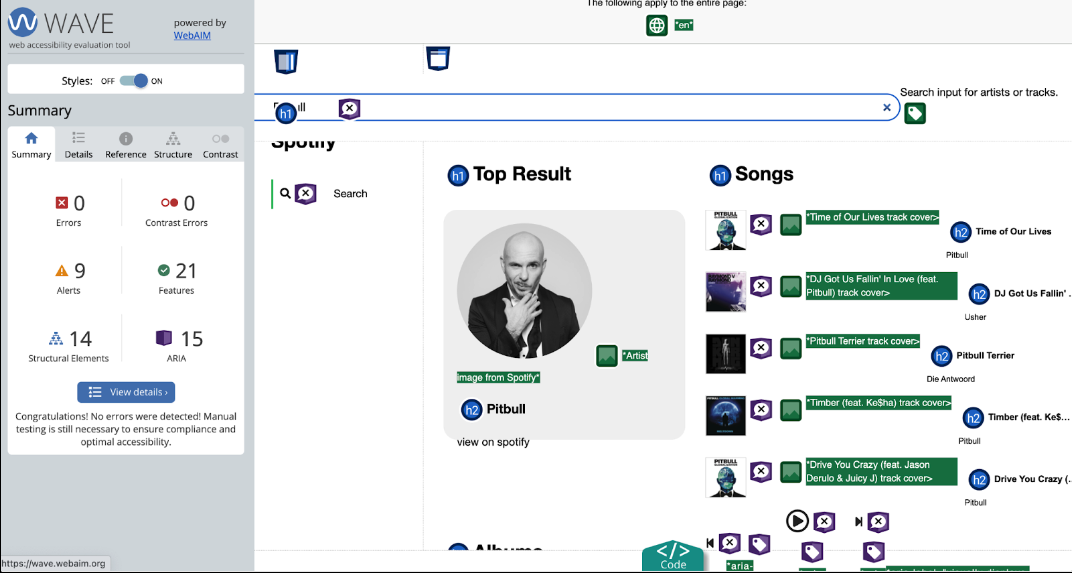 WAVE
web accessibility evaluation tool
powered by
WebAIM
Styles: OFF ON
Summary
Summary Details Reference Structure Contrast
0
Errors
0
Contrast Errors
9
Alerts
21
Features
14
Structural Elements
15
ARIA
View details ›
Congratulations! No errors were detected! Manual
testing is still necessary to ensure compliance and
optimal accessibility.
https://wave.webaim.org
The following apply to the entire page:
*en*
h1
Search input for artists or tracks.
Spotify
Search
h1 Top Result
*Artist
image from Spotify*
h2 Pitbull
view on spotify
h1 Songs
*Time of Our Lives track cover>
h2 Time of Our Lives
Pitbull
*DJ Got Us Fallin' In Love (feat.
Pitbull) track cover>
h2 DJ Got Us Fallin'
Usher
*Pitbull Terrier track cover>
h2 Pitbull Terrier
Die Antwoord
*Timber (feat. Ke$ha) track cover>
h2 Timber (feat. Ke$...
Pitbull
*Drive You Crazy (feat. Jason
Derulo & Juicy J) track cover>
h2 Drive You Crazy (...
Pitbull
Albums
</>
Code
*aria-